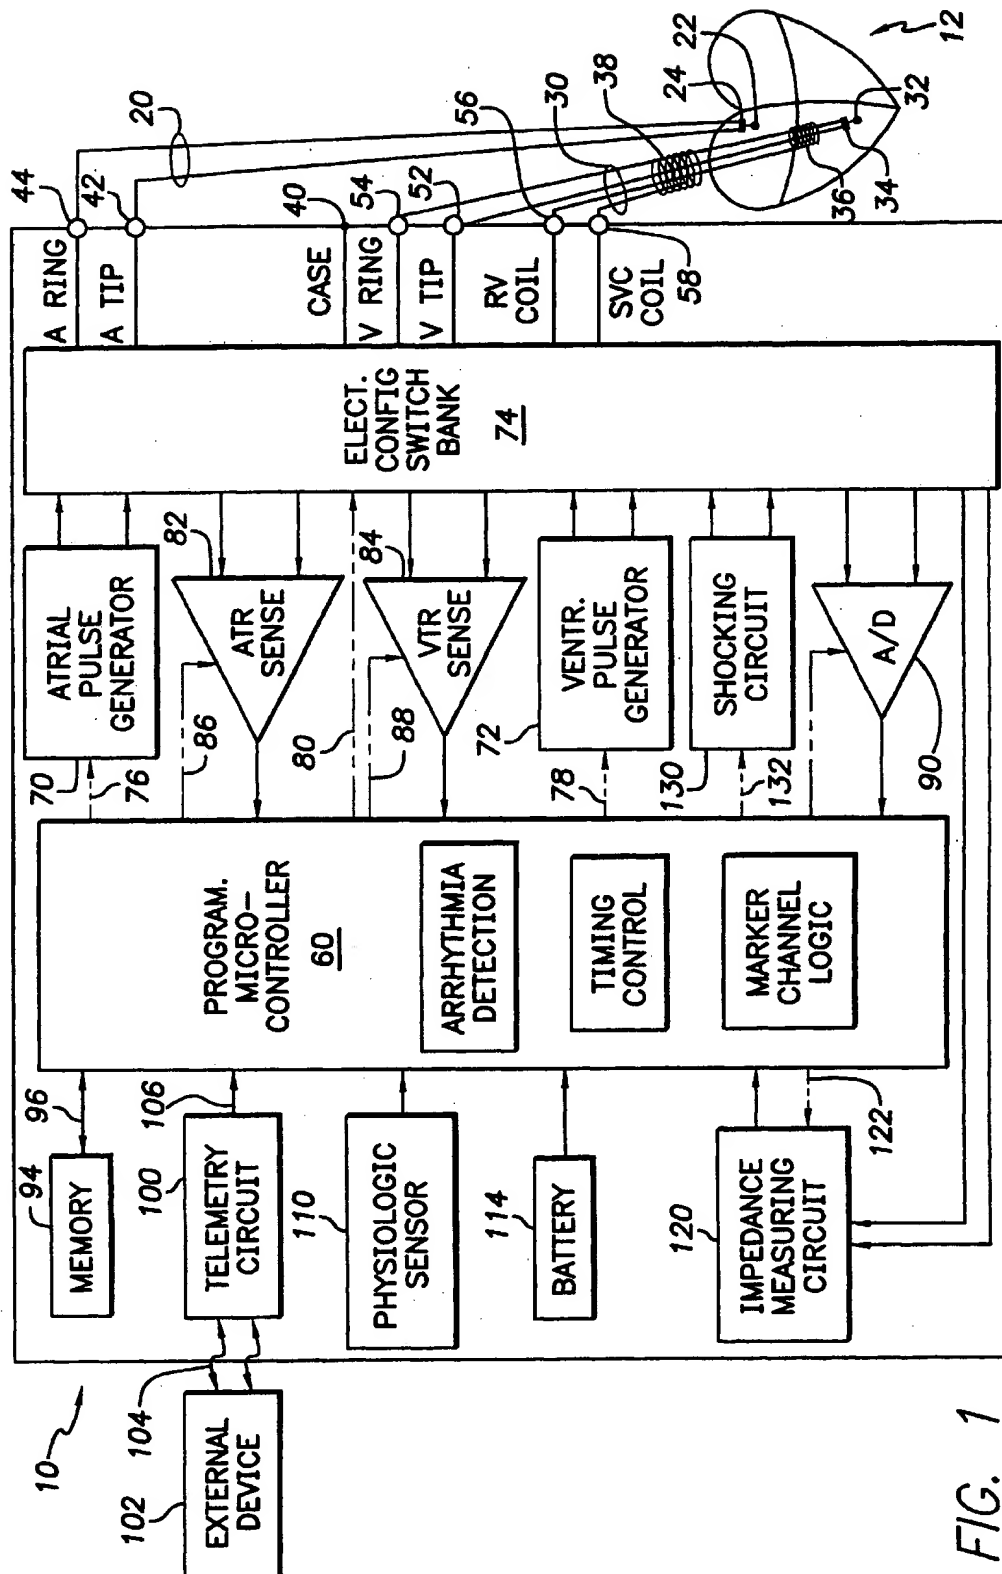 10
102
EXTERNAL
DEVICE
104
94
MEMORY
96
100
TELEMETRY
CIRCUIT
106
110
PHYSIOLOGIC
SENSOR
114
BATTERY
120
IMPEDANCE
MEASURING
CIRCUIT
122
PROGRAM.
MICRO-
CONTROLLER
60
ARRHYTHMIA
DETECTION
TIMING
CONTROL
MARKER
CHANNEL
LOGIC
70
76
ATRIAL
PULSE
GENERATOR
86
82
ATR
SENSE
80
88
84
VTR
SENSE
78
72
VENTR.
PULSE
GENERATOR
130
132
SHOCKING
CIRCUIT
90
A/D
ELECT.
CONFIG
SWITCH
BANK
74
A RING
44
A TIP
42
CASE
40
V RING
54
V TIP
52
RV
COIL
56
SVC
COIL
58
20
30
38
24
22
36
34
32
12
FIG. 1